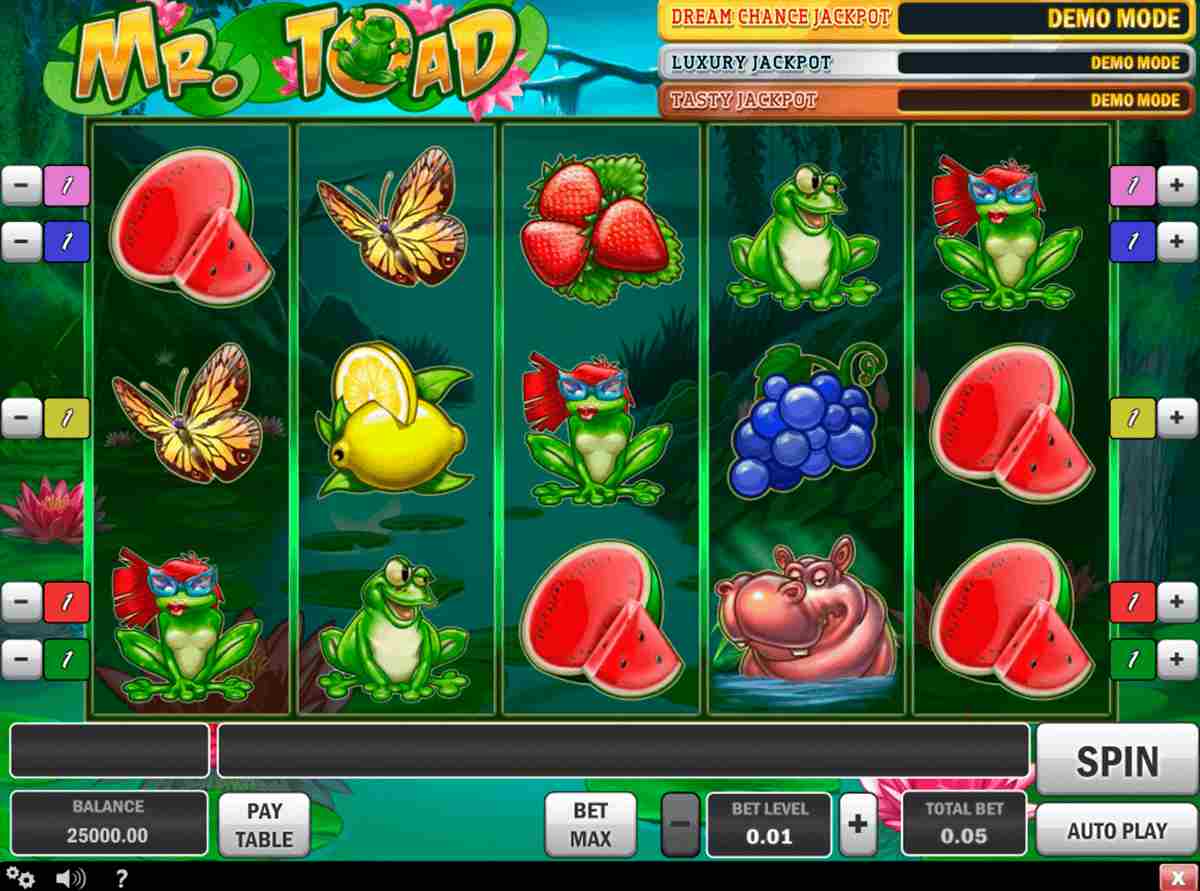 MR. TOAD
DREAM CHANCE JACKPOT DEMO MODE
LUXURY JACKPOT DEMO MODE
TASTY JACKPOT DEMO MODE
- 1 1 +
- 1 1 +
- 1 1 +
- 1 1 +
- 1 1 +
SPIN
BALANCE
25000.00
PAY
TABLE
BET
MAX
-
BET LEVEL
0.01
+
TOTAL BET
0.05
AUTO PLAY
?
X